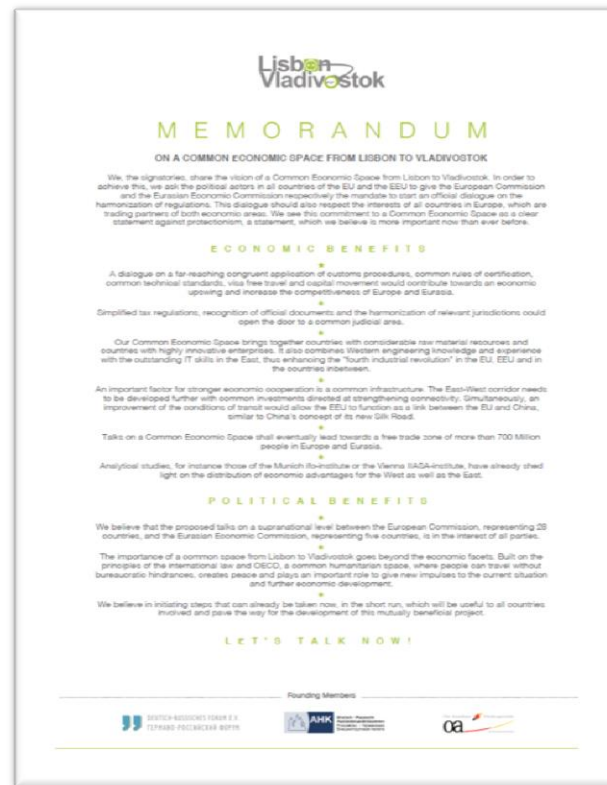 Lisbon
Vladivostok
MEMORANDUM
ON A COMMON ECONOMIC SPACE FROM LISBON TO VLADIVOSTOK
We, the signatories, share the vision of a Common Economic Space from Lisbon to Vladivostok. In order to
achieve this, we ask the political actors in all countries of the EU and the EEU to give the European Commission
and the Eurasian Economic Commission respectively the mandate to start an official dialogue on the
harmonization of regulations. This dialogue should also respect the interests of all countries in Europe, which are
trading partners of both economic areas. We see this commitment to a Common Economic Space as a clear
statement against protectionism, a statement, which we believe is more important now than ever before.
ECONOMIC BENEFITS
A dialogue on a far-reaching congruent application of customs procedures, common rules of certification,
common technical standards, visa free travel and capital movement would contribute towards an economic
upswing and increase the competitiveness of Europe and Eurasia.
Simplified tax regulations, recognition of official documents and the harmonization of relevant jurisdictions could
open the door to a common judicial area.
Our Common Economic Space brings together countries with considerable raw material resources and
countries with highly innovative enterprises. It also combines Western engineering knowledge and experience
with the outstanding IT skills in the East, thus enhancing the "fourth industrial revolution" in the EU, EEU and in
the countries inbetween.
An important factor for stronger economic cooperation is a common infrastructure. The East-West corridor needs
to be developed further with common investments directed at strengthening connectivity. Simultaneously, an
improvement of the conditions of transit would allow the EEU to function as a link between the EU and China,
similar to China's concept of its new Silk Road.
Talks on a Common Economic Space shall eventually lead towards a free trade zone of more than 700 Million
people in Europe and Eurasia.
Analytical studies, for instance those of the Munich ifo-institute or the Vienna IIASA-institute, have already shed
light on the distribution of economic advantages for the West as well as the East.
POLITICAL BENEFITS
We believe that the proposed talks on a supranational level between the European Commission, representing 28
countries, and the Eurasian Economic Commission, representing five countries, is in the interest of all parties.
The importance of a common space from Lisbon to Vladivostok goes beyond the economic facets. Built on the
principles of the international law and OECD, a common humanitarian space, where people can travel without
bureaucratic hindrances, creates peace and plays an important role to give new impulses to the current situation
and further economic development.
We believe in initiating steps that can already be taken now, in the short run, which will be useful to all countries
involved and pave the way for the development of this mutually beneficial project.
LET'S TALK NOW!
Founding Members
DEUTSCH-RUSSISCHES FORUM E.V.
ГЕРМАНО-РОССИЙСКИЙ ФОРУМ
AHK
oa